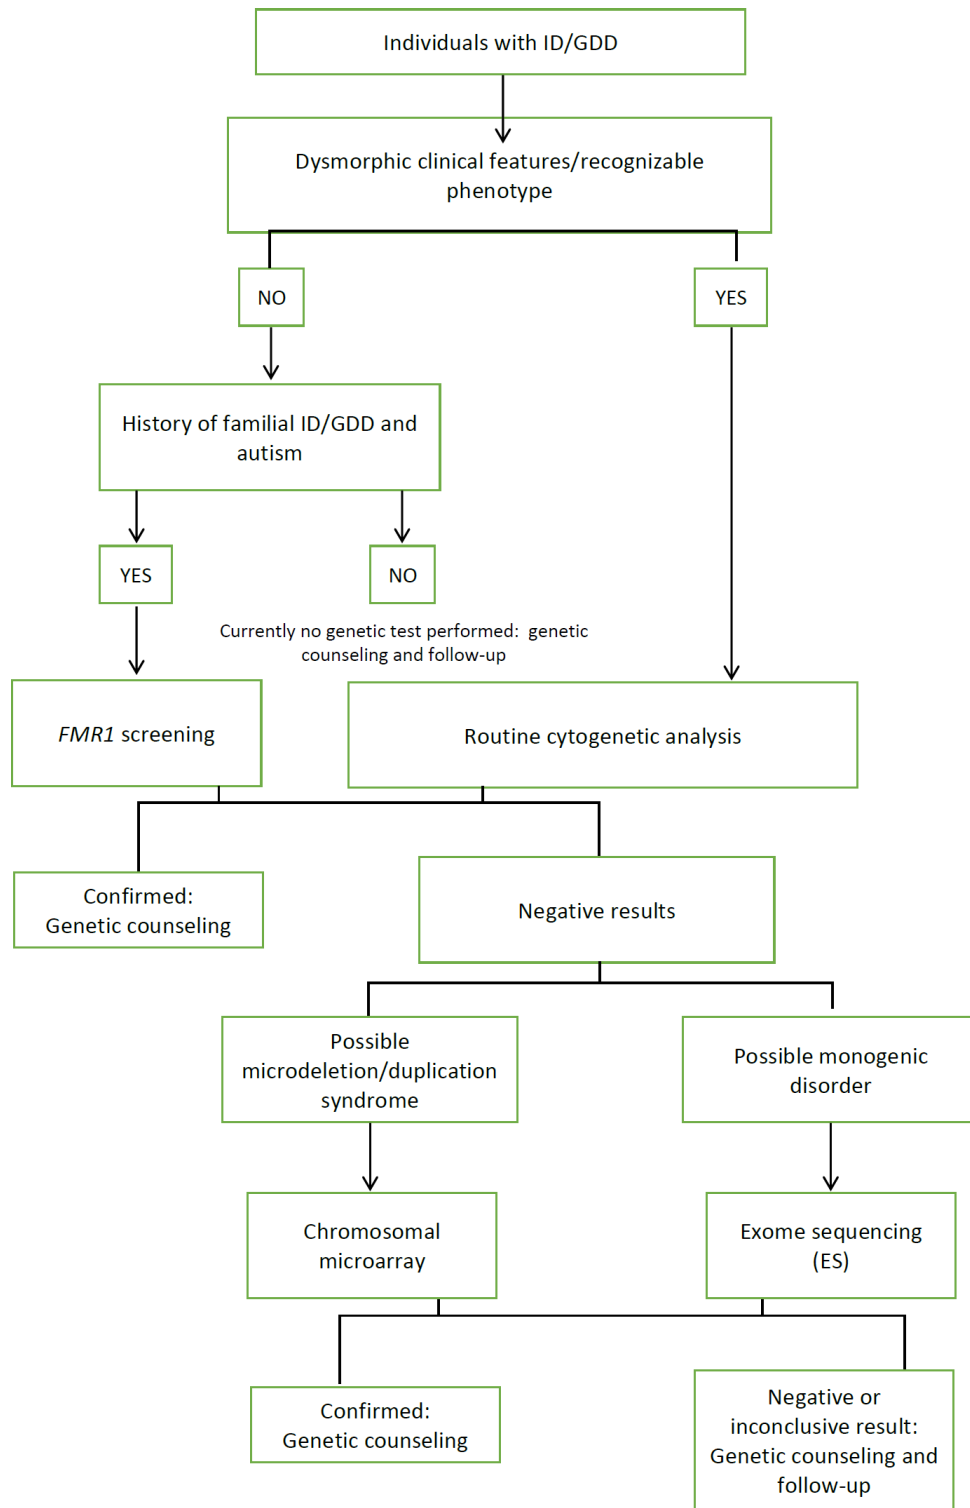 Individuals with ID/GDD
Dysmorphic clinical features/recognizable
phenotype
NO
YES
History of familial ID/GDD and
autism
YES
NO
Currently no genetic test performed:  genetic
counseling and follow-up
FMR1 screening
Routine cytogenetic analysis
Confirmed:
Genetic counseling
Negative results
Possible
microdeletion/duplication
syndrome
Possible monogenic
disorder
Chromosomal
microarray
Exome sequencing
(ES)
Confirmed:
Genetic counseling
Negative or
inconclusive result:
Genetic counseling and
follow-up